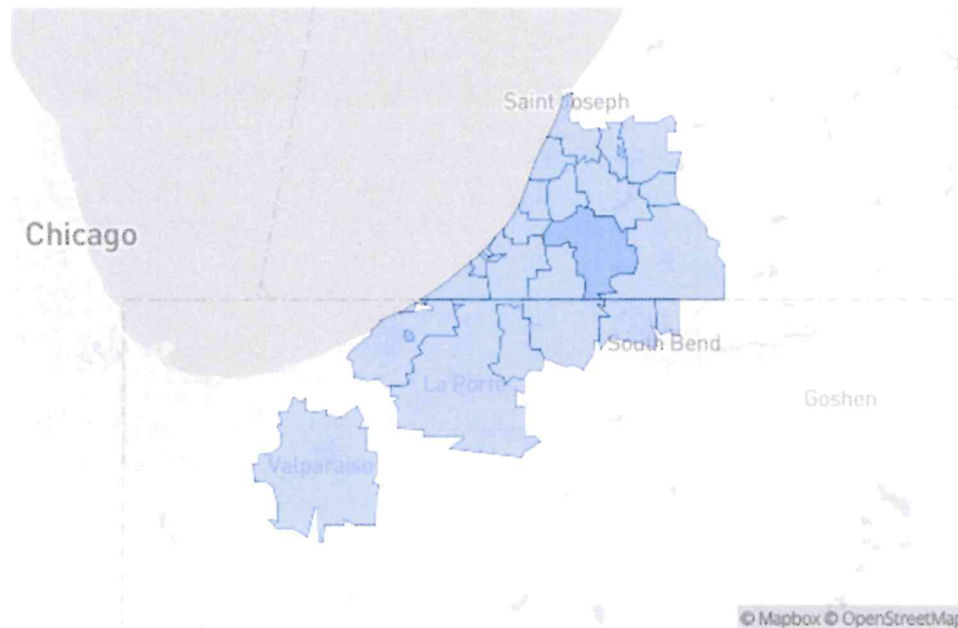 Saint Joseph
Chicago
South Bend
La Porte
Goshen
Valparaiso
© Mapbox © OpenStreetMap